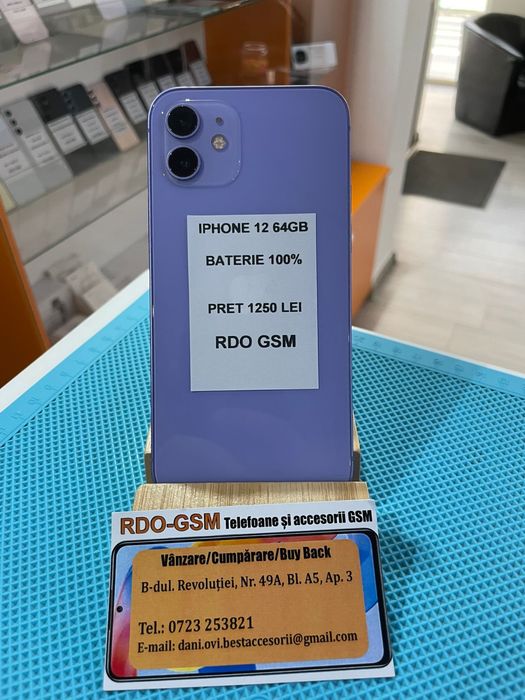 IPHONE 12 64GB
BATERIE 100%
PRET 1250 LEI
RDO GSM
RDO-GSM Telefoane și accesorii GSM
Vânzare/Cumpărare/Buy Back
B-dul. Revoluției, Nr. 49A, Bl. A5, Ap. 3
Tel.: 0723 253821
E-mail: dani.ovi.bestaccesorii@gmail.com